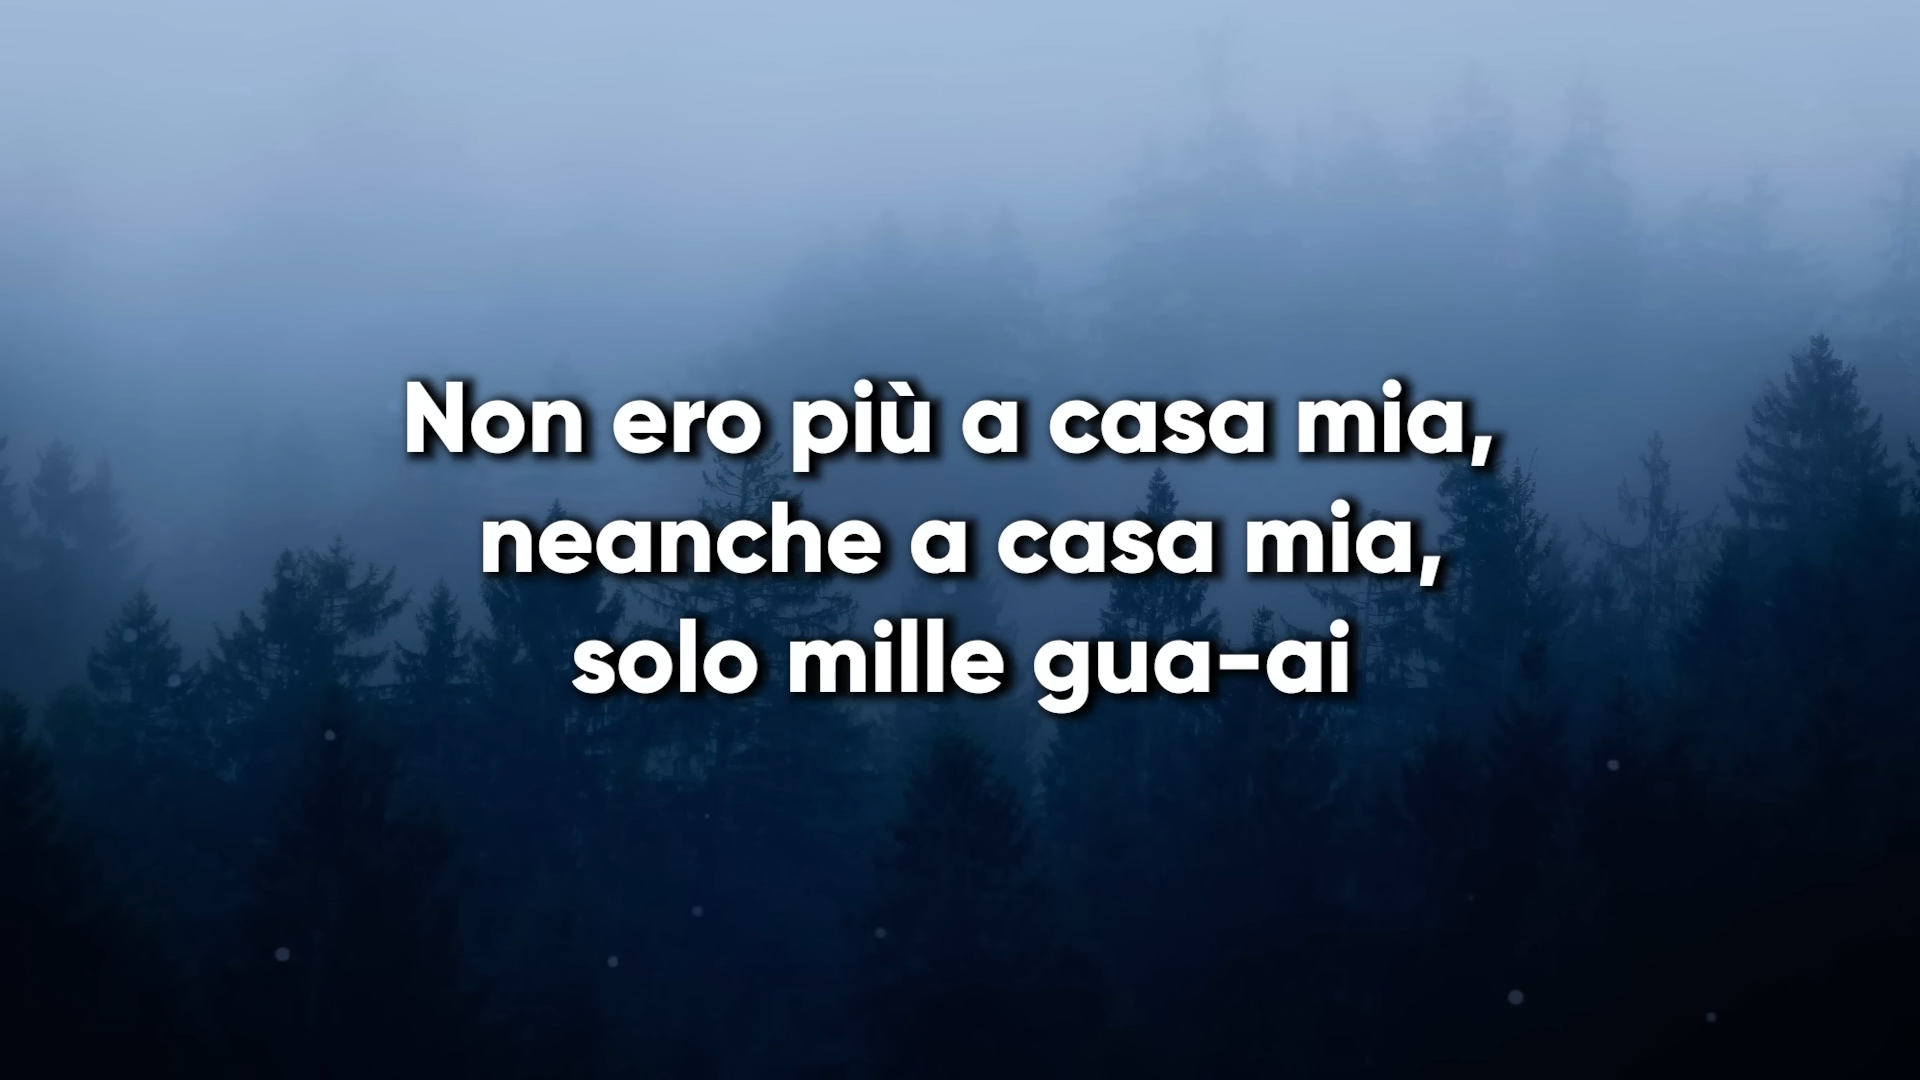 Non ero più a casa mia,
neanche a casa mia,
solo mille gua-ai